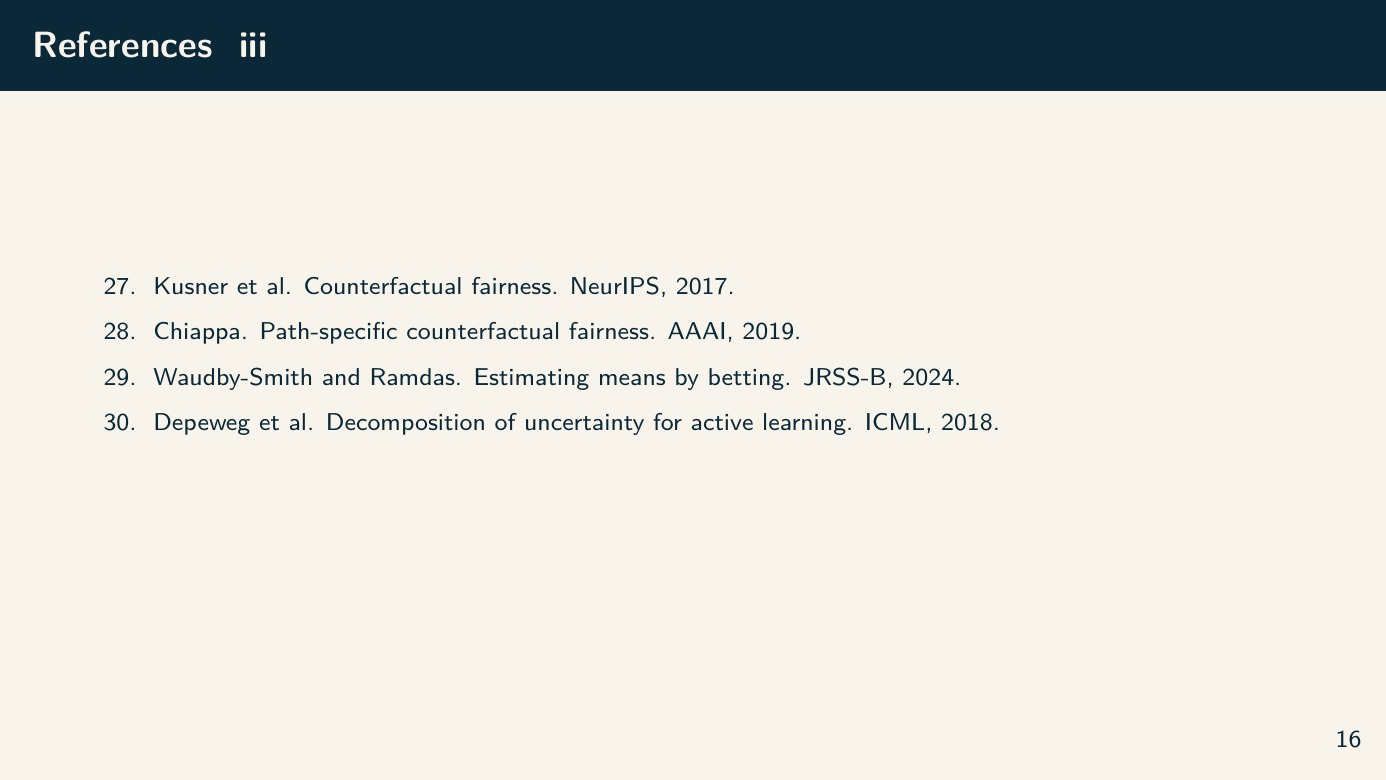 References iii
27. Kusner et al. Counterfactual fairness. NeurIPS, 2017.
28. Chiappa. Path-specific counterfactual fairness. AAAI, 2019.
29. Waudby-Smith and Ramdas. Estimating means by betting. JRSS-B, 2024.
30. Depeweg et al. Decomposition of uncertainty for active learning. ICML, 2018.
16